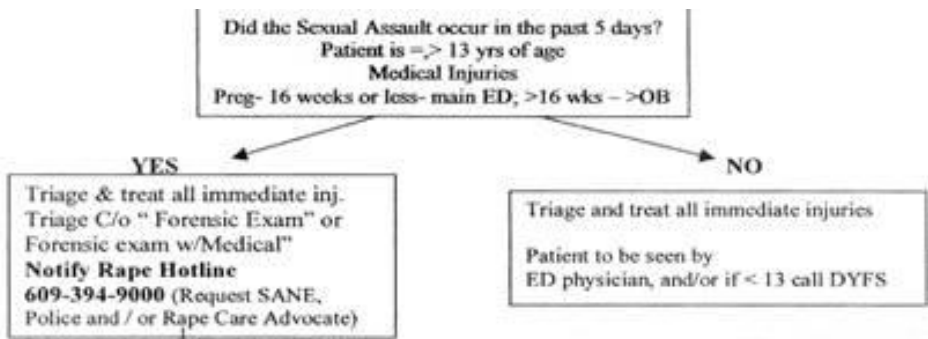 Did the Sexual Assault occur in the past 5 days?
Patient is =,> 13 yrs of age
Medical Injuries
Preg- 16 weeks or less- main ED; >16 wks – >OB
YES
Triage & treat all immediate inj.
Triage C/o “ Forensic Exam” or
Forensic exam w/Medical”
Notify Rape Hotline
609-394-9000 (Request SANE,
Police and / or Rape Care Advocate)
NO
Triage and treat all immediate injuries
Patient to be seen by
ED physician, and/or if < 13 call DYFS